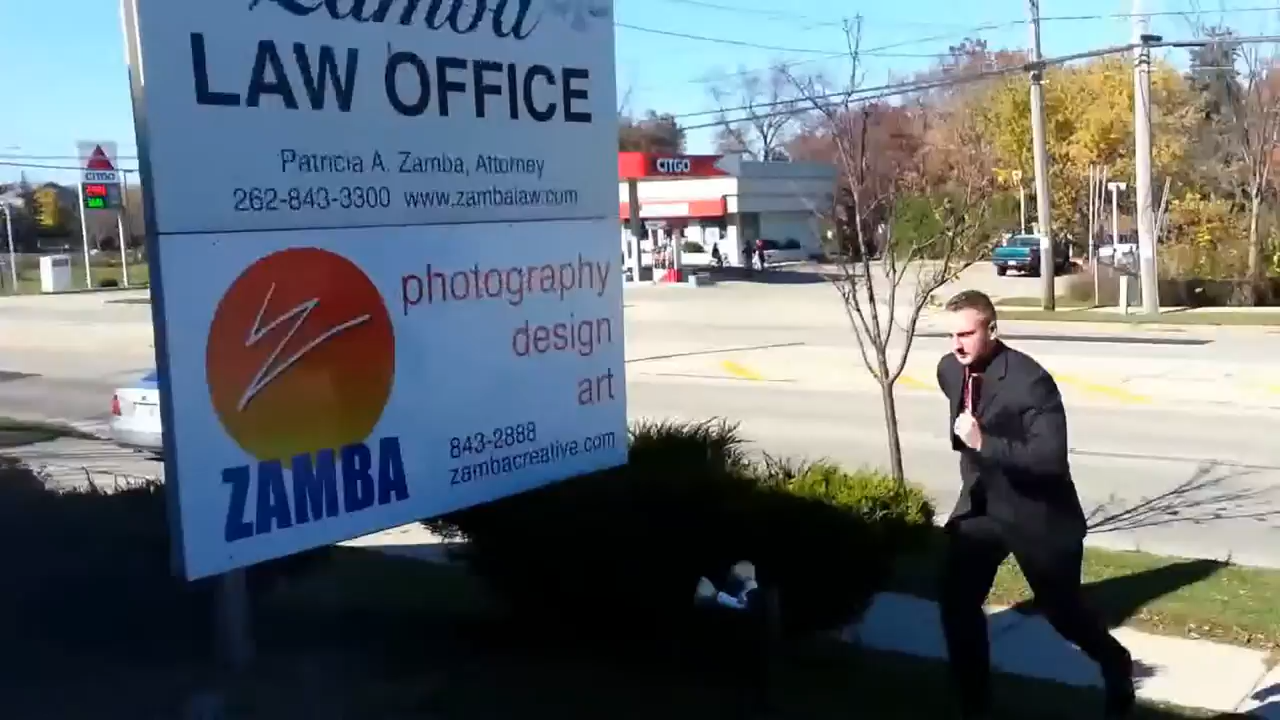 Zamba
LAW OFFICE
Patricia A. Zamba, Attorney
262-843-3300 www.zambalaw.com
photography
design
art
ZAMBA
843-2888
zambacreative.com
CITGO
CITGO